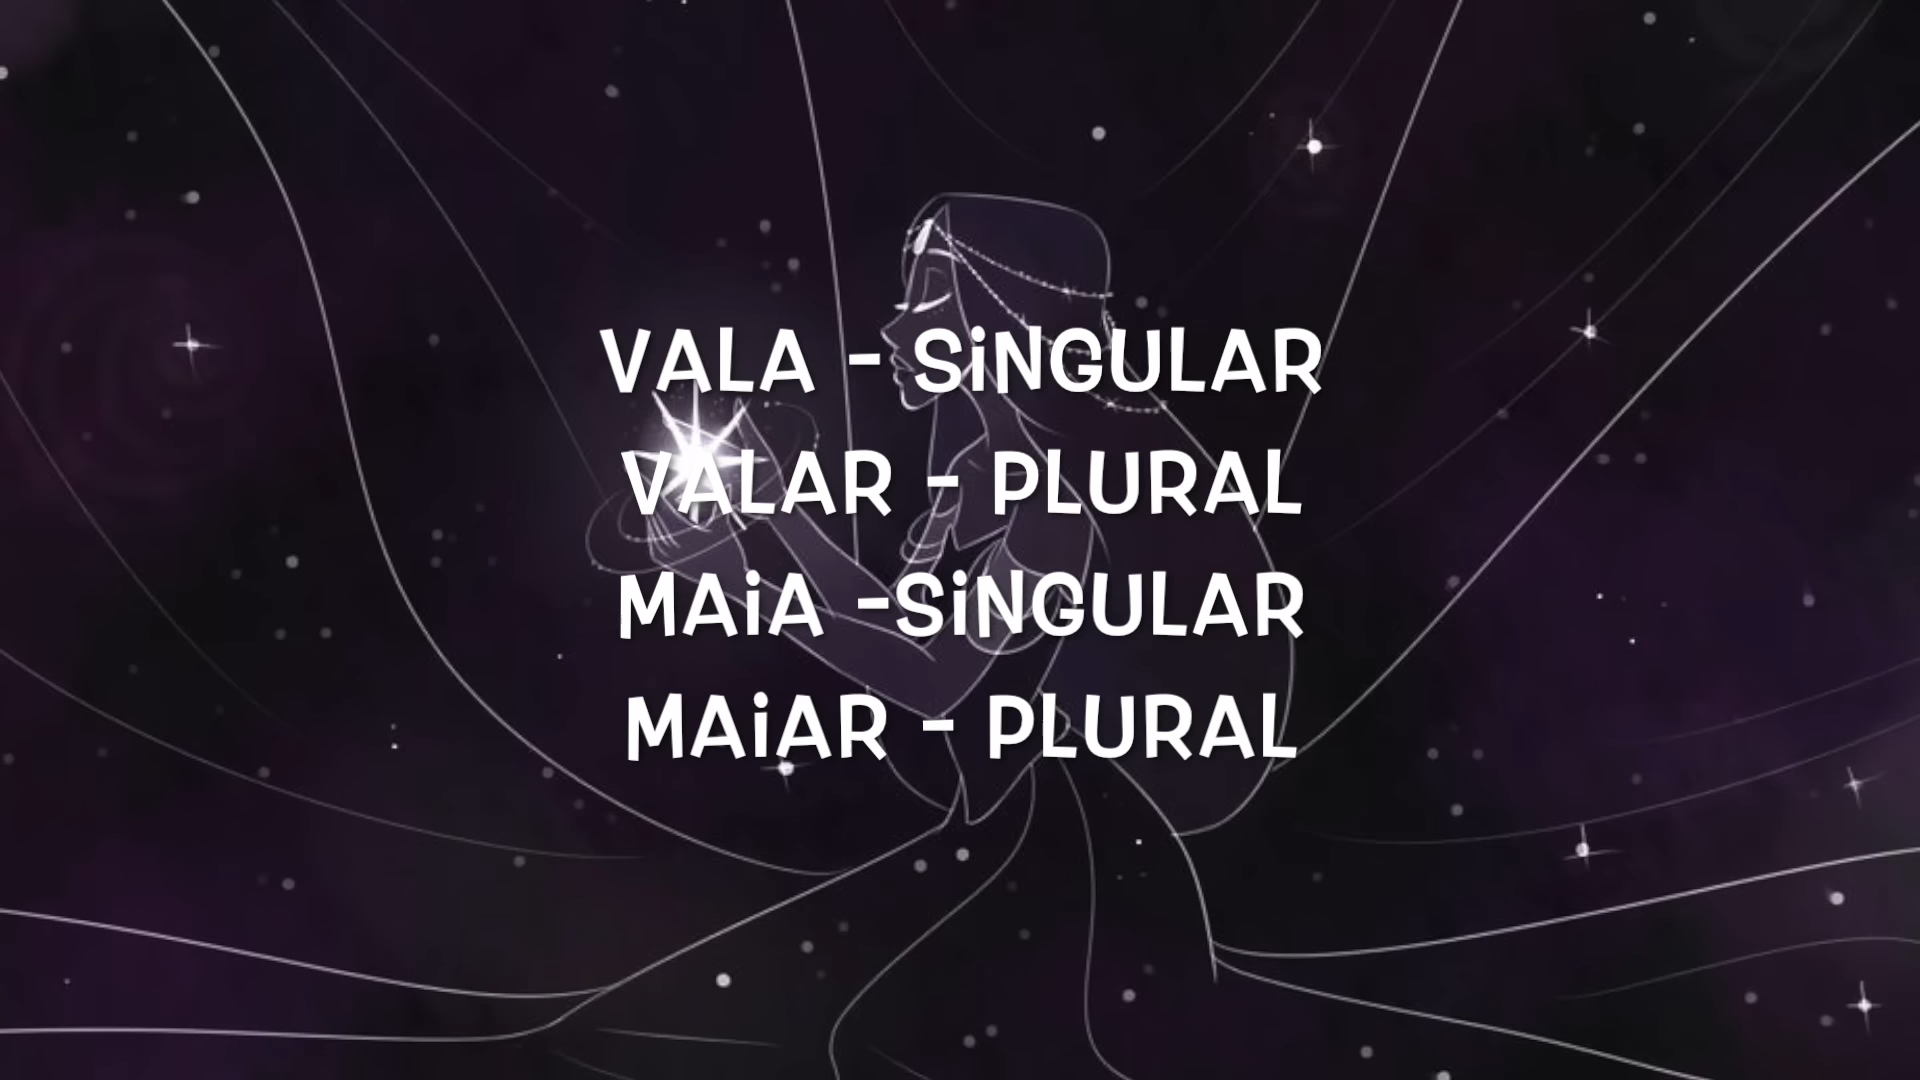 VALA - SiNGULAR
VALAR - PLURAL
MAiA -SiNGULAR
MAiAR - PLURAL